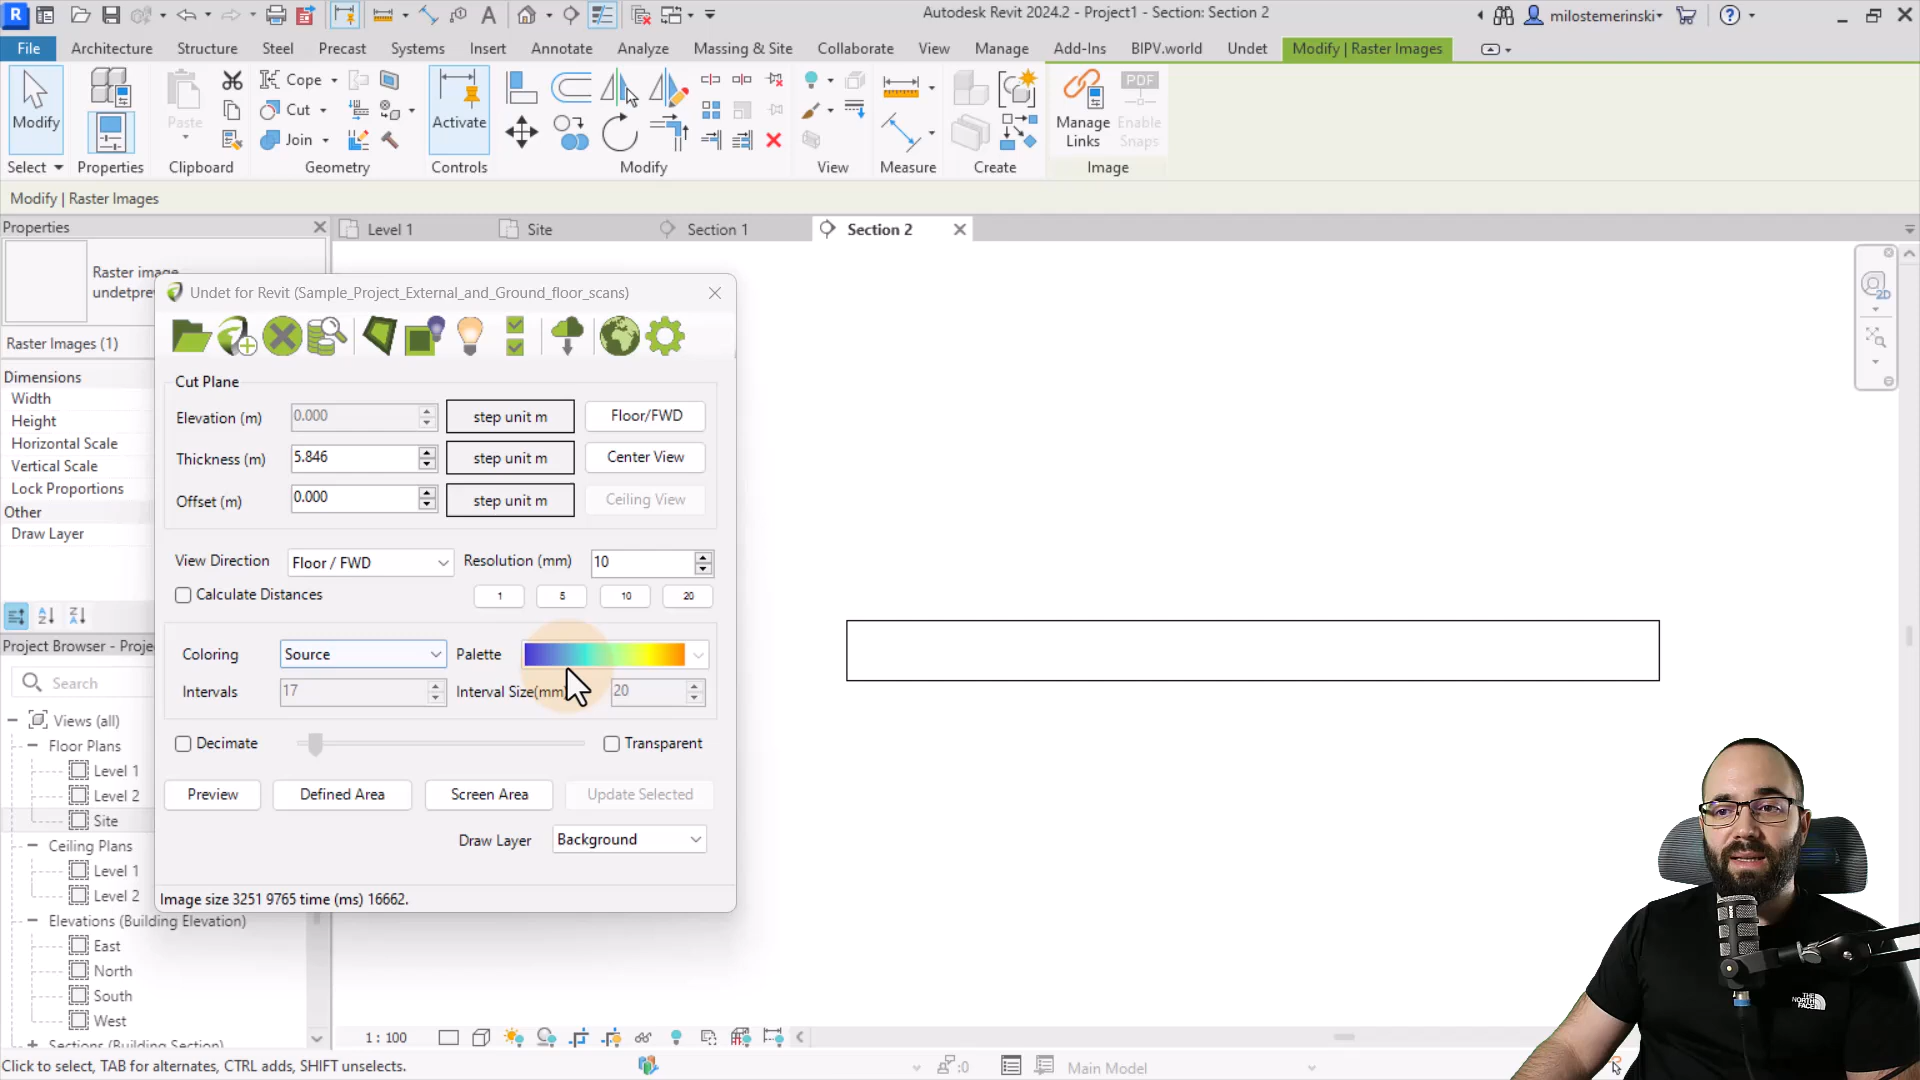 Autodesk Revit 2024.2 - Project1 - Section: Section 2
milostemerinski
File
Architecture
Structure
Steel
Precast
Systems
Insert
Annotate
Analyze
Massing & Site
Collaborate
View
Manage
Add-Ins
BIPV.world
Undet
Modify | Raster Images
Modify
Paste
Cope
Cut
Join
Activate
Manage
Links
PDF
Enable
Snaps
Select
Properties
Clipboard
Geometry
Controls
Modify
View
Measure
Create
Image
Modify | Raster Images
Properties
Level 1
Site
Section 1
Section 2
Raster image
undetprev
Raster Images (1)
Dimensions
Width
Height
Horizontal Scale
Vertical Scale
Lock Proportions
Other
Draw Layer
Project Browser - Proje
Search
Views (all)
Floor Plans
Level 1
Level 2
Site
Ceiling Plans
Level 1
Level 2
Elevations (Building Elevation)
East
North
South
West
Sections (Building Section)
Undet for Revit (Sample_Project_External_and_Ground_floor_scans)
Cut Plane
Elevation (m) 0.000 step unit m Floor/FWD
Thickness (m) 5.846 step unit m Center View
Offset (m) 0.000 step unit m Ceiling View
View Direction Floor / FWD Resolution (mm) 10
Calculate Distances 1 5 10 20
Coloring Source Palette
Intervals 17 Interval Size(mm) 20
Decimate Transparent
Preview Defined Area Screen Area Update Selected
Draw Layer Background
Image size 3251 9765 time (ms) 16662.
2D
1 : 100
Click to select, TAB for alternates, CTRL adds, SHIFT unselects.
:0
Main Model
THE
NORTH
FACE